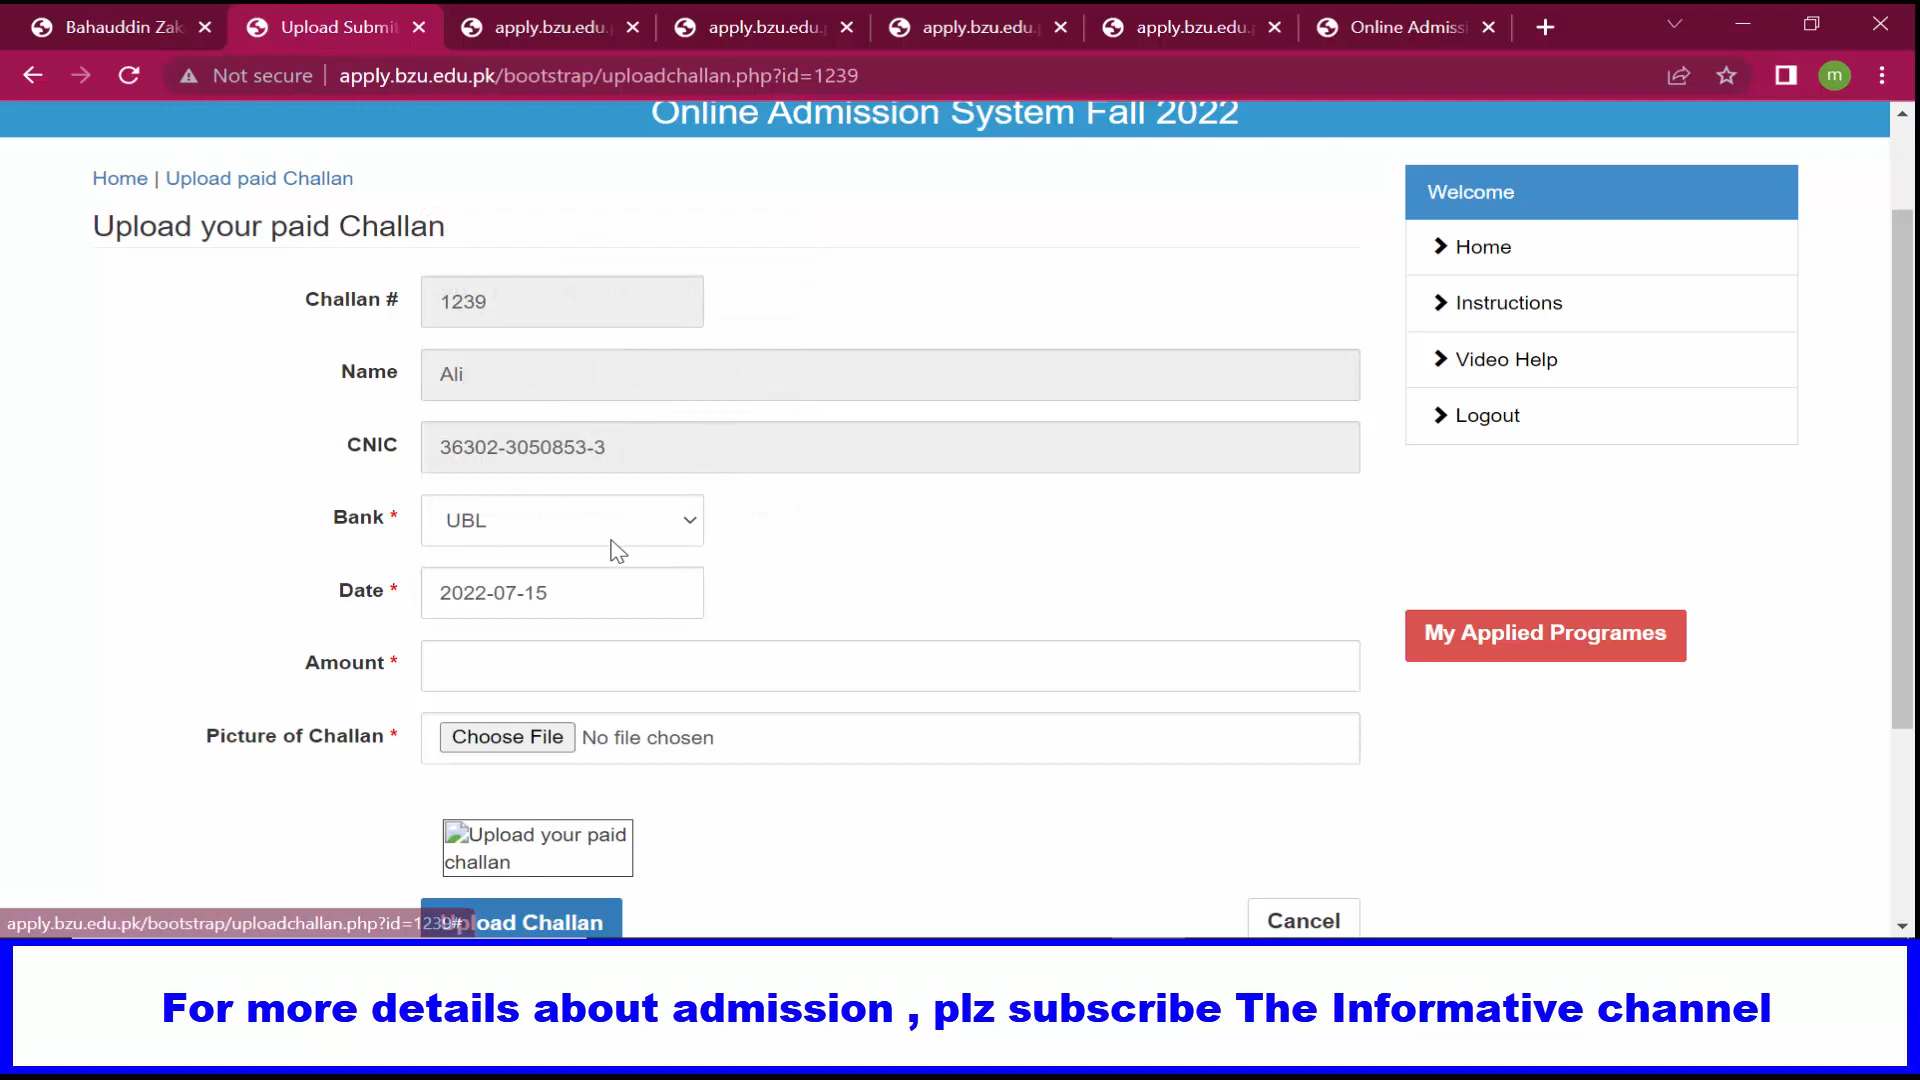 Bahauddin Zak
Upload Submit
apply.bzu.edu.
apply.bzu.edu.
apply.bzu.edu.
apply.bzu.edu.
Online Admiss
Not secure
apply.bzu.edu.pk/bootstrap/uploadchallan.php?id=1239
m
Online Admission System Fall 2022
Home | Upload paid Challan
Upload your paid Challan
Challan # 1239
Name Ali
CNIC 36302-3050853-3
Bank * UBL
Date * 2022-07-15
Amount *
Picture of Challan * Choose File No file chosen
Upload your paid
challan
Upload Challan
Cancel
Welcome
Home
Instructions
Video Help
Logout
My Applied Programes
apply.bzu.edu.pk/bootstrap/uploadchallan.php?id=1239#
For more details about admission , plz subscribe The Informative channel